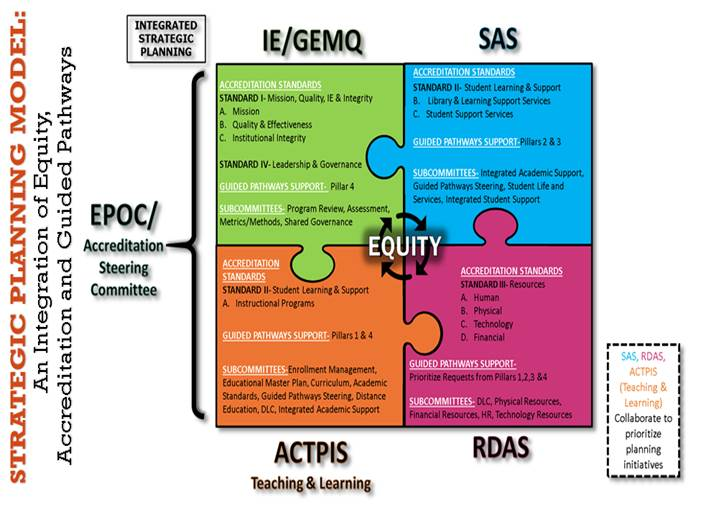 STRATEGIC PLANNING MODEL:
An Integration of Equity,
Accreditation and Guided Pathways
INTEGRATED
STRATEGIC
PLANNING
EPOC/
Accreditation
Steering
Committee
IE/GEMQ
ACCREDITATION STANDARDS
STANDARD I- Mission, Quality, IE & Integrity
A. Mission
B. Quality & Effectiveness
C. Institutional Integrity
STANDARD IV- Leadership & Governance
GUIDED PATHWAYS SUPPORT- Pillar 4
SUBCOMMITTEES- Program Review, Assessment,
Metrics/Methods, Shared Governance
SAS
ACCREDITATION STANDARDS
STANDARD II- Student Learning & Support
B. Library & Learning Support Services
C. Student Support Services
GUIDED PATHWAYS SUPPORT-Pillars 2 & 3
SUBCOMMITTEES- Integrated Academic Support,
Guided Pathways Steering, Student Life and
Services, Integrated Student Support
EQUITY
ACCREDITATION
STANDARDS
STANDARD II-Student Learning & Support
A. Instructional Programs
GUIDED PATHWAYS SUPPORT- Pillars 1 & 4
SUBCOMMITTEES-Enrollment Management,
Educational Master Plan, Curriculum, Academic
Standards, Guided Pathways Steering, Distance
Education, DLC, Integrated Academic Support
ACTPIS
Teaching & Learning
ACCREDITATION STANDARDS
STANDARD III- Resources
A. Human
B. Physical
C. Technology
D. Financial
GUIDED PATHWAYS SUPPORT-
Prioritize Requests from Pillars 1,2,3 &4
SUBCOMMITTEES- DLC, Physical Resources,
Financial Resources, HR, Technology Resources
RDAS
SAS, RDAS,
ACTPIS
(Teaching &
Learning)
Collaborate to
prioritize
planning
initiatives